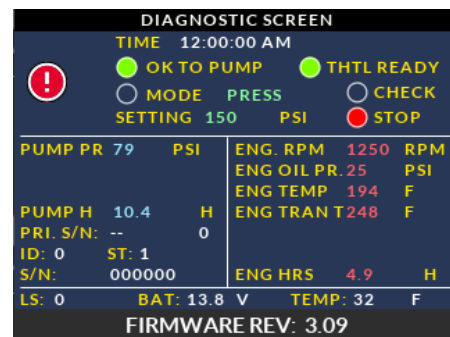 DIAGNOSTIC SCREEN
TIME 12:00:00 AM
OK TO PUMP THTL READY
MODE PRESS CHECK
SETTING 150 PSI STOP
PUMP PR 79 PSI ENG. RPM 1250 RPM
ENG OIL PR. 25 PSI
ENG TEMP 194 F
PUMP H 10.4 H ENG TRAN T 248 F
PRI. S/N: -- 0
ID: 0 ST: 1
S/N: 000000 ENG HRS 4.9 H
LS: 0 BAT: 13.8 V TEMP: 32 F
FIRMWARE REV: 3.09